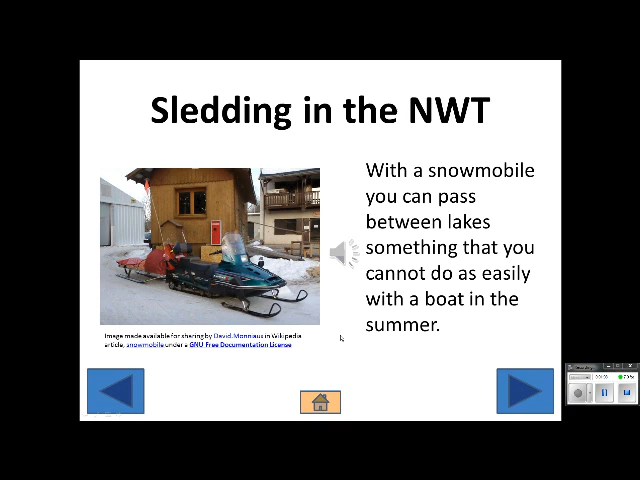 Sledding in the NWT
With a snowmobile
you can pass
between lakes
something that you
cannot do as easily
with a boat in the
summer.
Image made available for sharing by David.Monniaux in Wikipedia
article, snowmobile under a GNU Free Documentation License